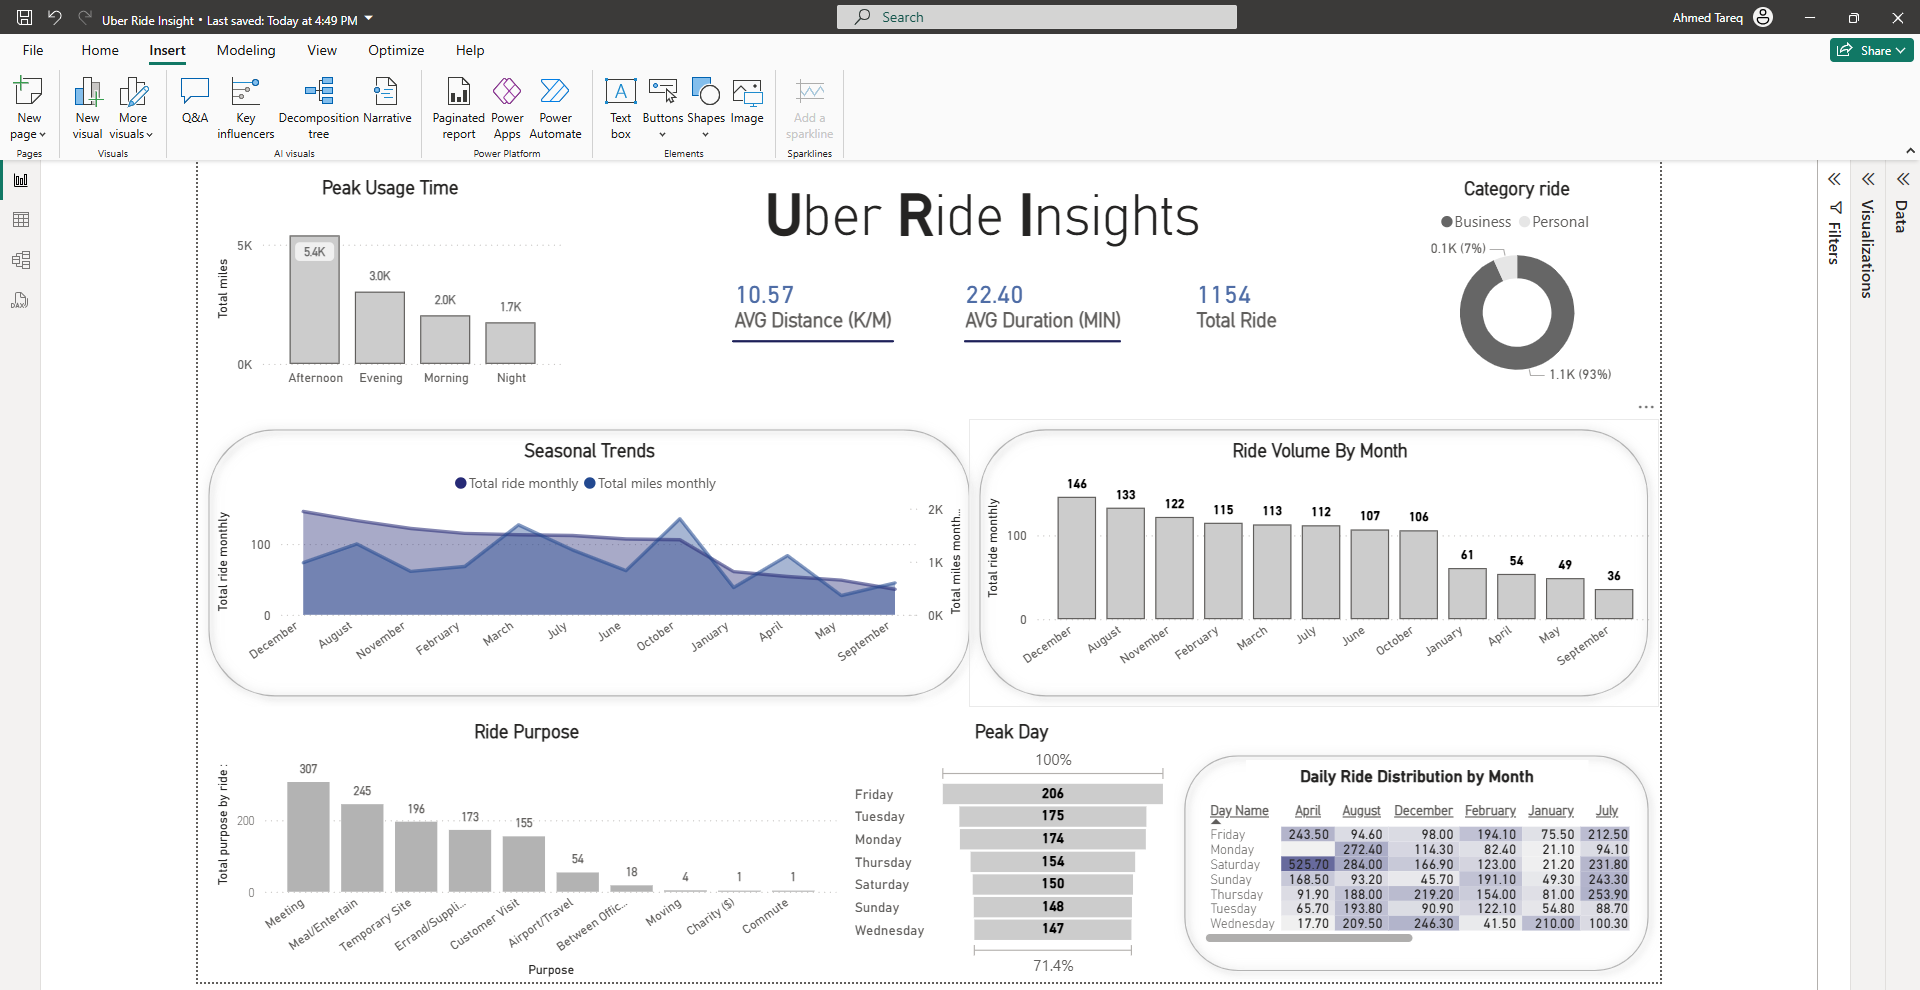 Uber Ride Insight • Last saved: Today at 4:49 PM
Search
Ahmed Tareq
File Home Insert Modeling View Optimize Help
Share
New page
Pages
New visual
More visuals
Visuals
Q&A
Key influencers
Decomposition tree
Narrative
AI visuals
Paginated report
Power Apps
Power Automate
Power Platform
Text box
Buttons
Shapes
Image
Elements
Add a sparkline
Sparklines
DAX
Filters
Visualizations
Data
Peak Usage Time
Total miles
5K
0K
5.4K
3.0K
2.0K
1.7K
Afternoon Evening Morning Night
Uber Ride Insights
10.57
AVG Distance (K/M)
22.40
AVG Duration (MIN)
1154
Total Ride
Category ride
Business Personal
0.1K (7%)
1.1K (93%)
Seasonal Trends
Total ride monthly Total miles monthly
Total ride monthly
100
0
2K
1K
0K
Total miles month...
December August November February March July June October January April May September
Ride Volume By Month
Total ride monthly
100
0
146 133 122 115 113 112 107 106 61 54 49 36
December August November February March July June October January April May September
Ride Purpose
Total purpose by ride :
200
0
307 245 196 173 155 54 18 4 1 1
Meeting Meal/Entertain Temporary Site Errand/Suppli... Customer Visit Airport/Travel Between Offic... Moving Charity ($) Commute
Purpose
Peak Day
100%
Friday 206
Tuesday 175
Monday 174
Thursday 154
Saturday 150
Sunday 148
Wednesday 147
71.4%
Daily Ride Distribution by Month
Day Name April August December February January July
Friday 243.50 94.60 98.00 194.10 75.50 212.50
Monday 272.40 114.30 82.40 21.10 94.10
Saturday 525.70 284.00 166.90 123.00 21.20 231.80
Sunday 168.50 93.20 45.70 191.10 49.30 243.30
Thursday 91.90 188.00 219.20 154.00 81.00 253.90
Tuesday 65.70 193.80 90.90 122.10 54.80 88.70
Wednesday 17.70 209.50 246.30 41.50 210.00 100.30